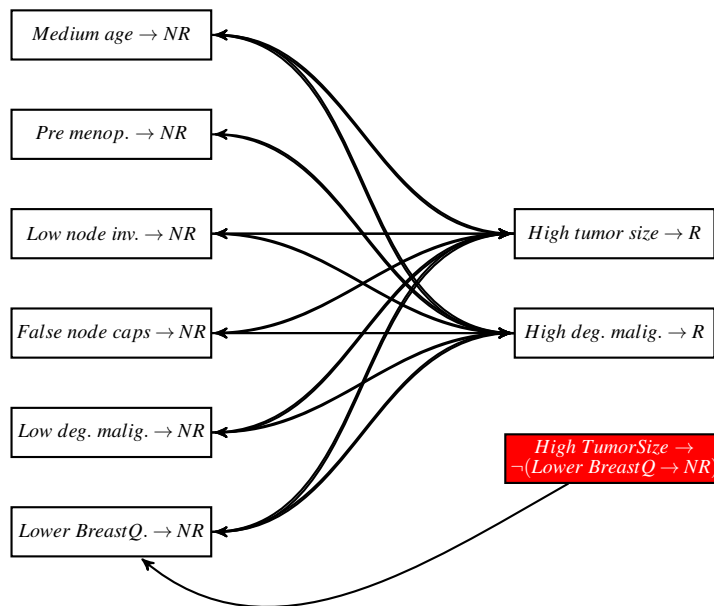 Medium age → NR
Pre menop. → NR
Low node inv. → NR
High tumor size → R
False node caps → NR
High deg. malig. → R
Low deg. malig. → NR
High TumorSize →
¬(Lower BreastQ → NR)
Lower BreastQ. → NR